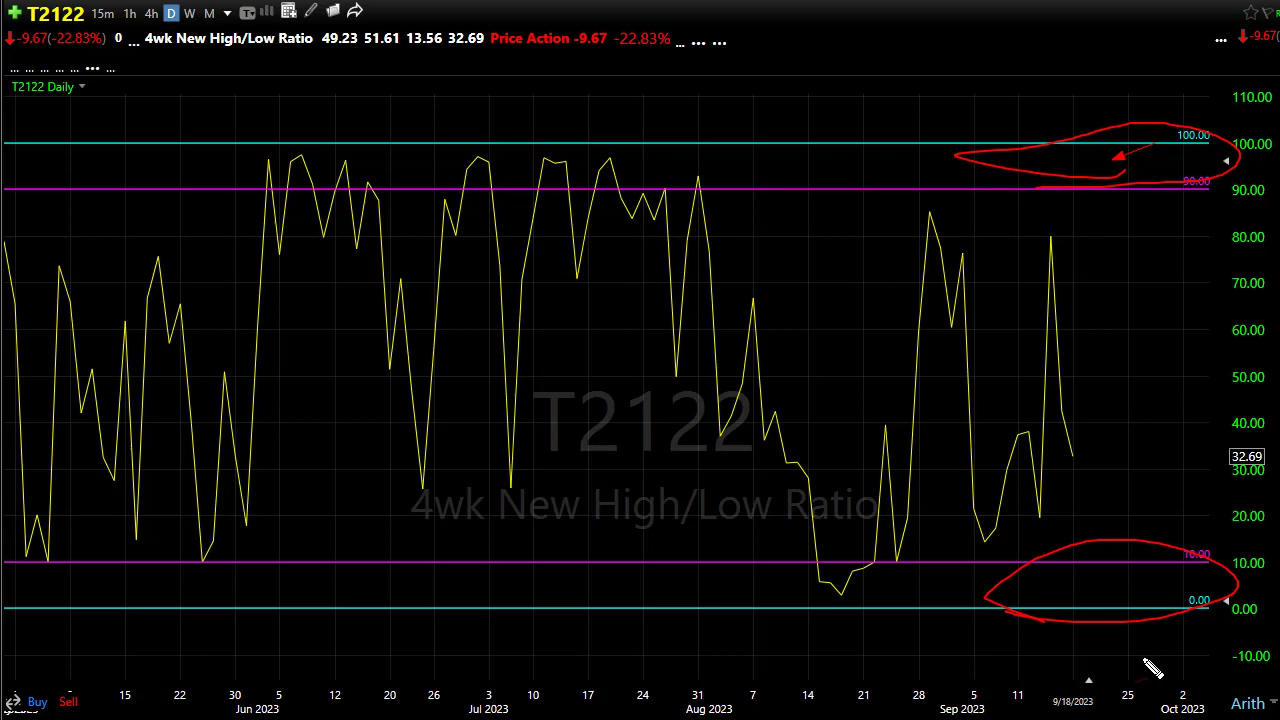 T2122 15m 1h 4h D W M
-9.67(-22.83%) 0 ... 4wk New High/Low Ratio 49.23 51.61 13.56 32.69 Price Action -9.67 -22.83% ... ... ... ... -9.67(
... ... ... ... ... ... ...
T2122 Daily
110.00
100.00 100.00
90.00 90.00
80.00
70.00
60.00
50.00
40.00
T2122
32.69
30.00
4wk New High/Low Ratio
20.00
10.00 10.00
0.00 0.00
-10.00
15 22 30 5 12 20 26 3 10 17 24 31 7 14 21 28 5 11 9/18/2023 25 2
Buy Sell
Jun 2023 Jul 2023 Aug 2023 Sep 2023 Oct 2023
Arith